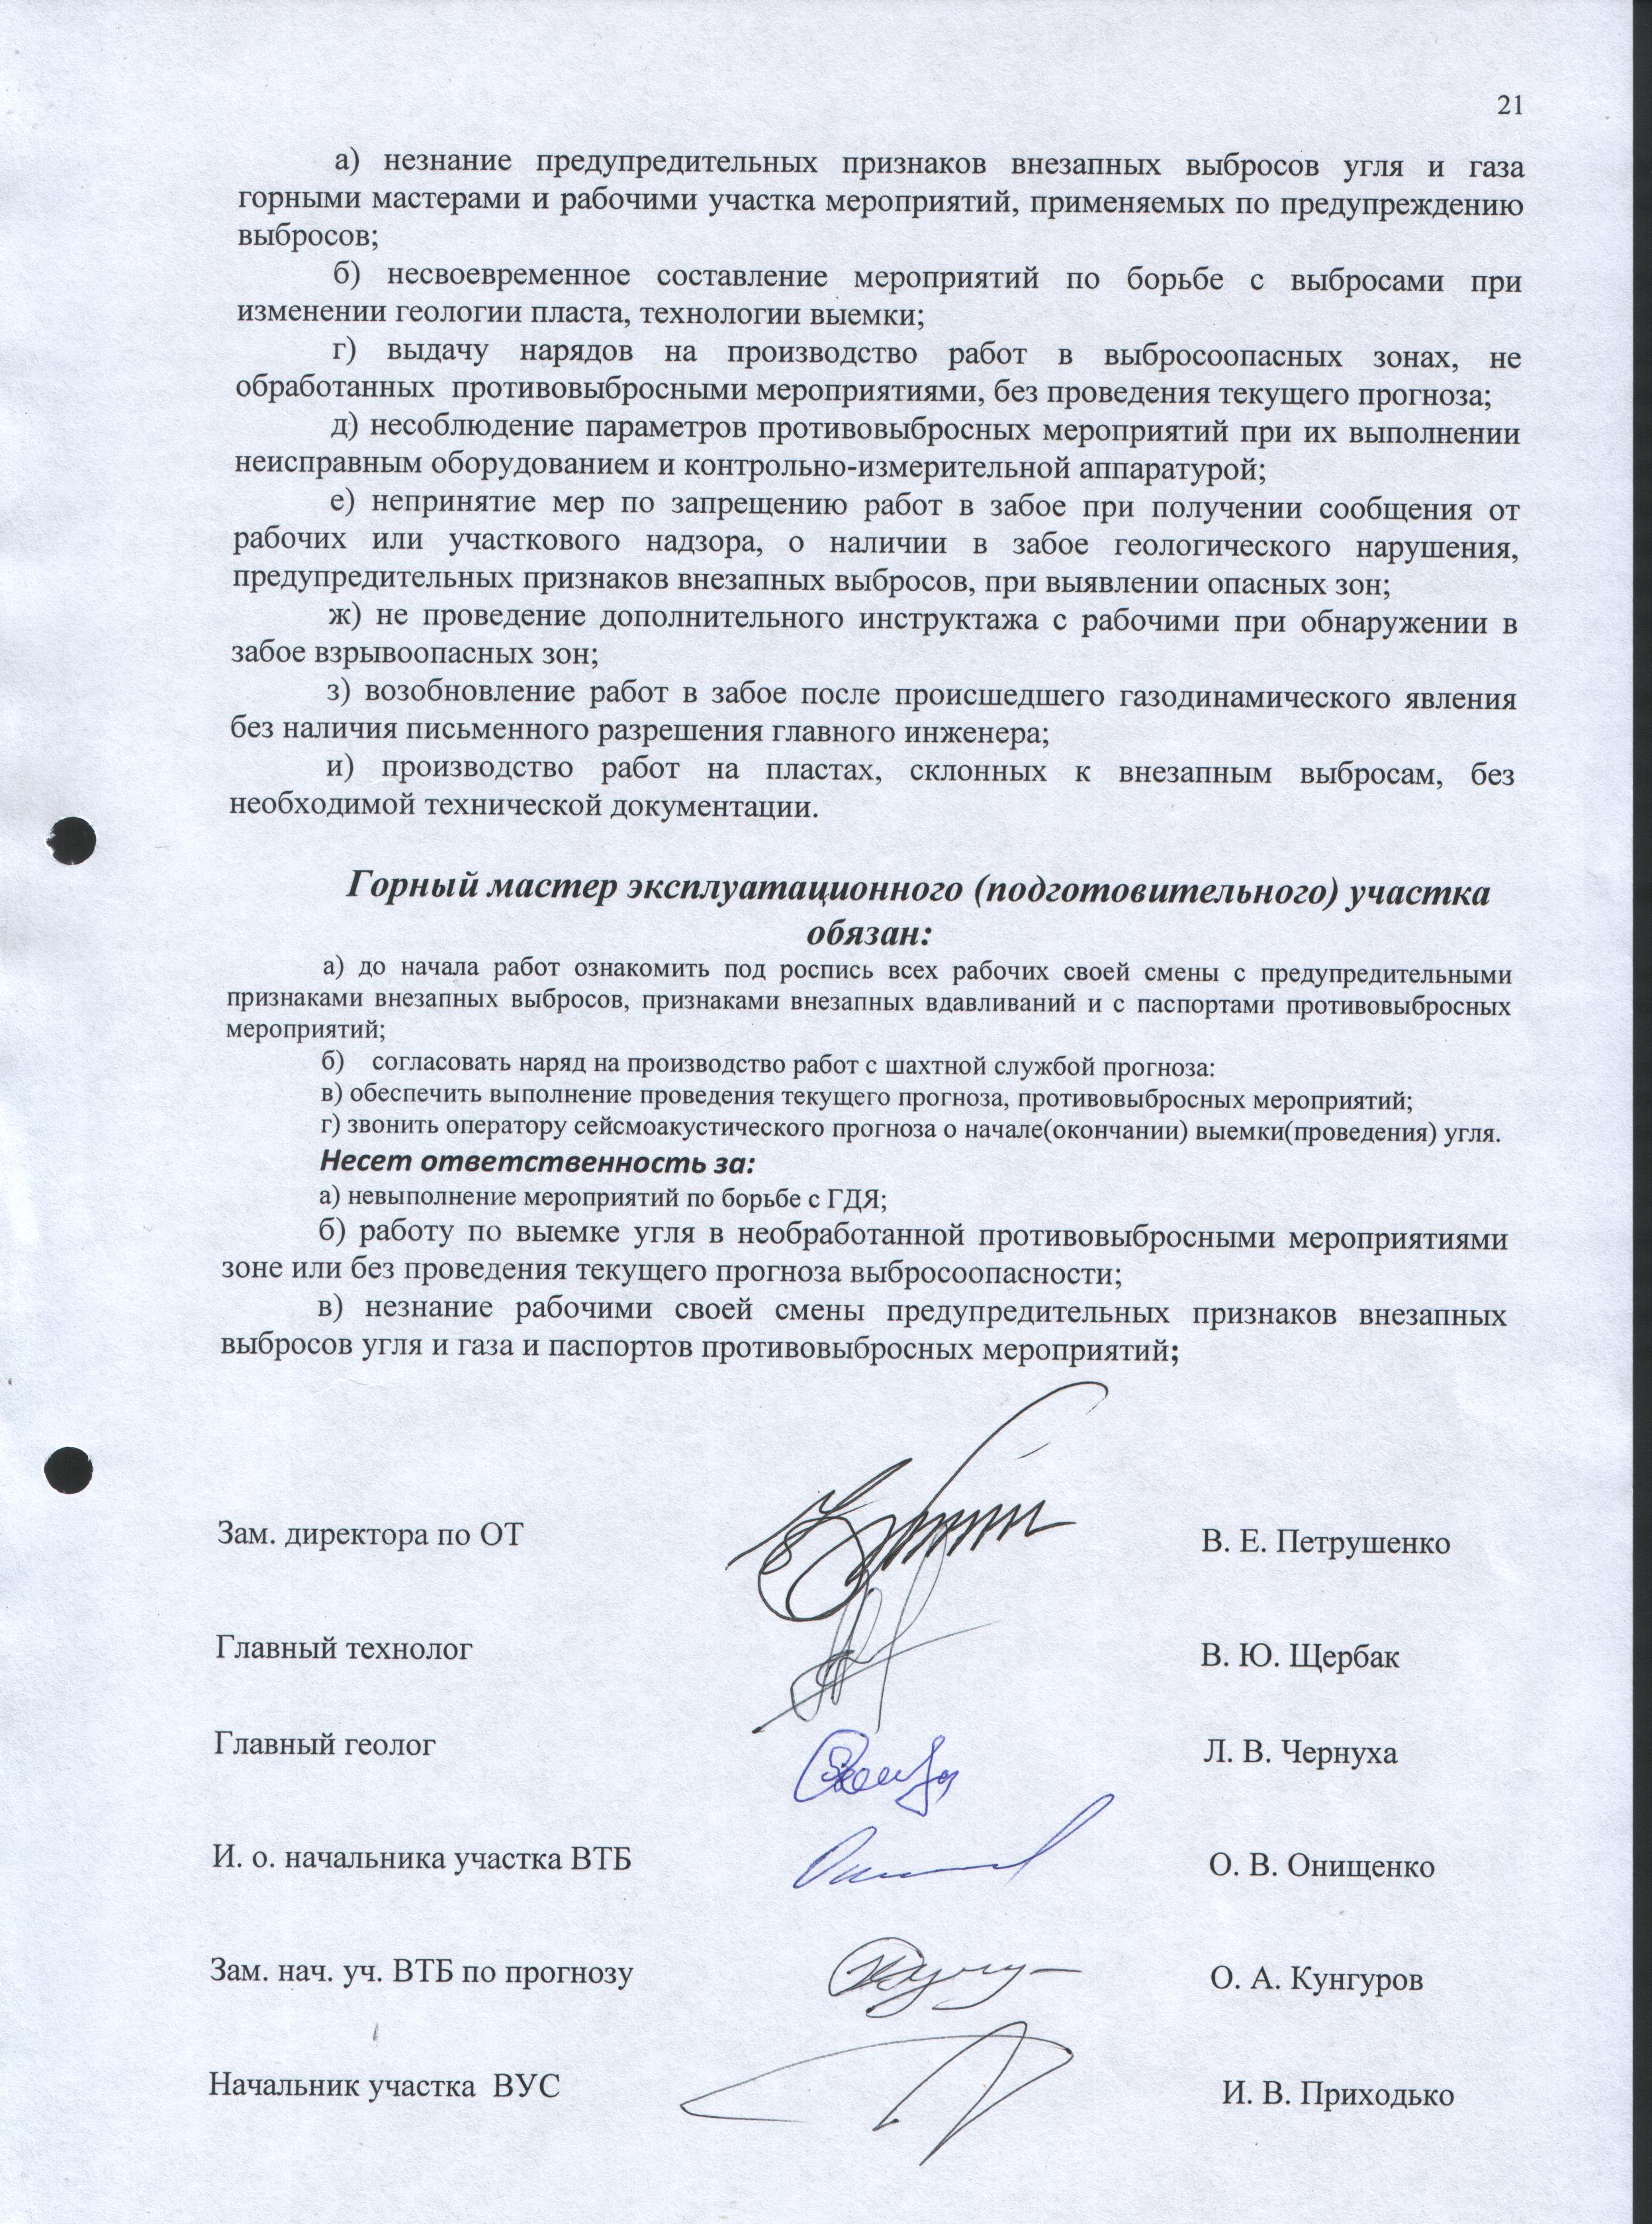 21
а) незнание предупредительных признаков внезапных выбросов угля и газа
горными мастерами и рабочими участка мероприятий, применяемых по предупреждению
выбросов;
б) несвоевременное составление мероприятий по борьбе с выбросами при
изменении геологии пласта, технологии выемки;
г) выдачу нарядов на производство работ в выбросоопасных зонах, не
обработанных противовыбросными мероприятиями, без проведения текущего прогноза;
д) несоблюдение параметров противовыбросных мероприятий при их выполнении
неисправным оборудованием и контрольно-измерительной аппаратурой;
е) непринятие мер по запрещению работ в забое при получении сообщения от
рабочих или участкового надзора, о наличии в забое геологического нарушения,
предупредительных признаков внезапных выбросов, при выявлении опасных зон;
ж) не проведение дополнительного инструктажа с рабочими при обнаружении в
забое взрывоопасных зон;
з) возобновление работ в забое после происшедшего газодинамического явления
без наличия письменного разрешения главного инженера;
и) производство работ на пластах, склонных к внезапным выбросам, без
необходимой технической документации.
Горный мастер эксплуатационного (подготовительного) участка
обязан:
а) до начала работ ознакомить под роспись всех рабочих своей смены с предупредительными
признаками внезапных выбросов, признаками внезапных вдавливаний и с паспортами противовыбросных
мероприятий;
б) согласовать наряд на производство работ с шахтной службой прогноза:
в) обеспечить выполнение проведения текущего прогноза, противовыбросных мероприятий;
г) звонить оператору сейсмоакустического прогноза о начале(окончании) выемки(проведения) угля.
Несет ответственность за:
а) невыполнение мероприятий по борьбе с ГДЯ;
б) работу по выемке угля в необработанной противовыбросными мероприятиями
зоне или без проведения текущего прогноза выбросоопасности;
в) незнание рабочими своей смены предупредительных признаков внезапных
выбросов угля и газа и паспортов противовыбросных мероприятий;
Зам. директора по ОТ В. Е. Петрушенко
Главный технолог В. Ю. Щербак
Главный геолог Л. В. Чернуха
И. о. начальника участка ВТБ О. В. Онищенко
Зам. нач. уч. ВТБ по прогнозу О. А. Кунгуров
Начальник участка ВУС И. В. Приходько